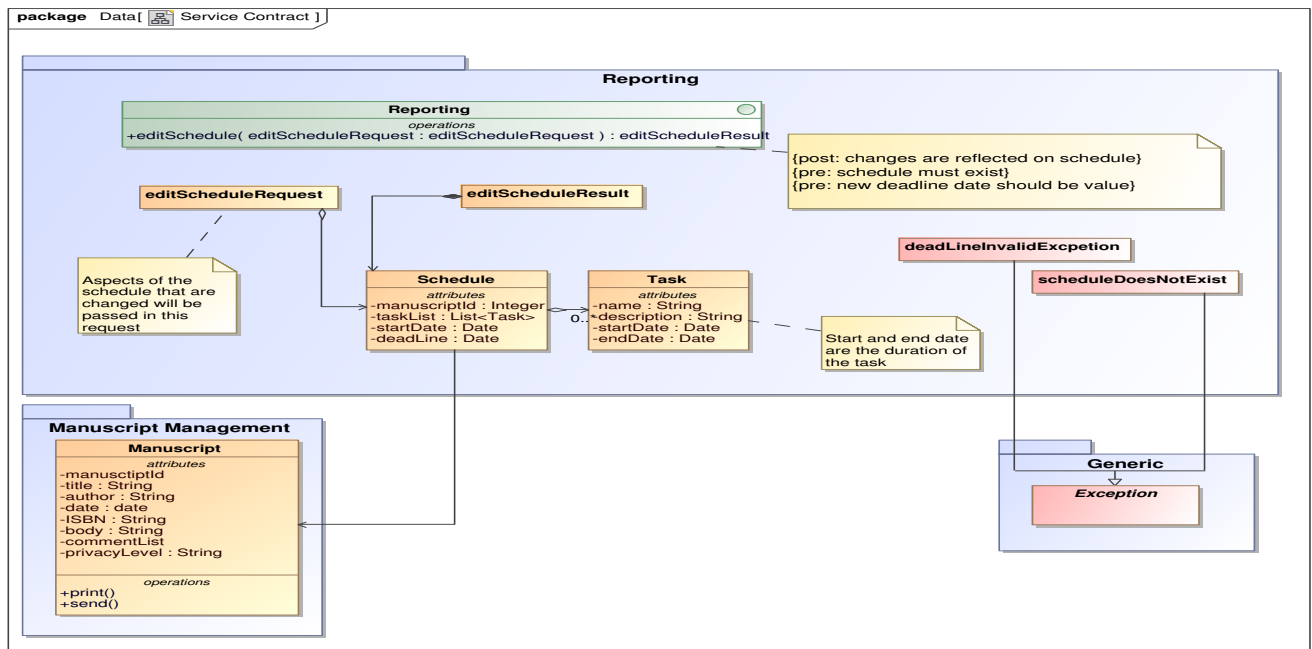 package Data[ Service Contract ]
Reporting
Reporting
operations
+editSchedule( editScheduleRequest : editScheduleRequest ) : editScheduleResult
{post: changes are reflected on schedule}
{pre: schedule must exist}
{pre: new deadline date should be value}
editScheduleRequest
editScheduleResult
Aspects of the
schedule that are
changed will be
passed in this
request
Schedule
attributes
-manuscriptId : Integer
-taskList : List<Task>
-startDate : Date
-deadLine : Date
0..*
Task
attributes
-name : String
-description : String
-startDate : Date
-endDate : Date
Start and end date
are the duration of
the task
deadLineInvalidExcpetion
scheduleDoesNotExist
Manuscript Management
Manuscript
attributes
-manusctiptId
-title : String
-author : String
-date : date
-ISBN : String
-body : String
-commentList
-privacyLevel : String
operations
+print()
+send()
Generic
Exception